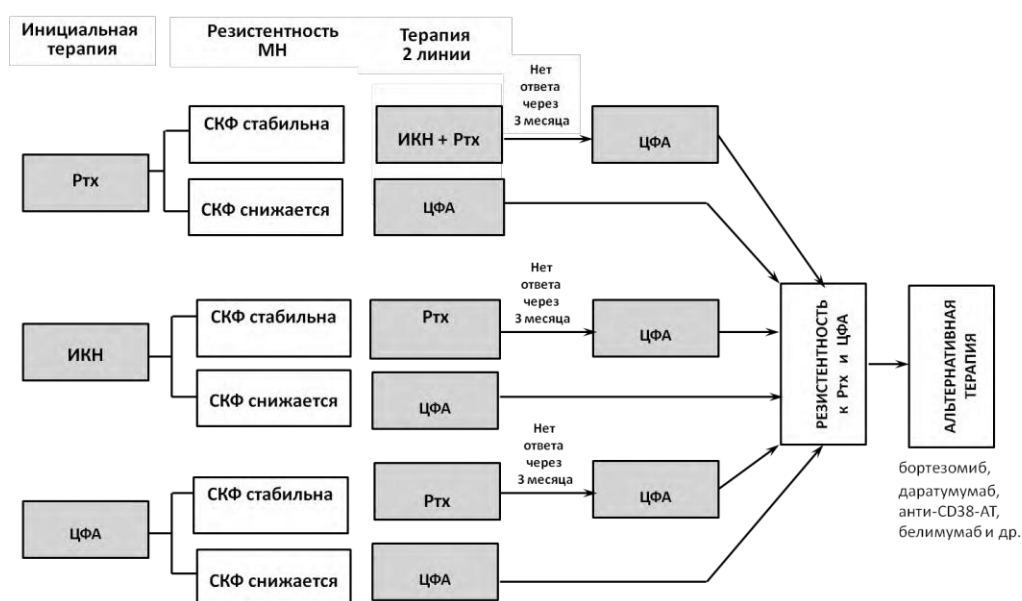 Инициальная
терапия
Резистентность
МН
Терапия
2 линии
Нет
ответа
через
3 месяца
Ртх
СКФ стабильна
ИКН + Ртх
ЦФА
СКФ снижается
ЦФА
Нет
ответа
через
3 месяца
ИКН
СКФ стабильна
Ртх
ЦФА
СКФ снижается
ЦФА
Нет
ответа
через
3 месяца
ЦФА
СКФ стабильна
Ртх
ЦФА
СКФ снижается
ЦФА
РЕЗИСТЕНТНОСТЬ
к Ртх и ЦФА
АЛЬТЕРНАТИВНАЯ
ТЕРАПИЯ
бортезомиб,
даратумумаб,
анти-CD38-АТ,
белимумаб и др.